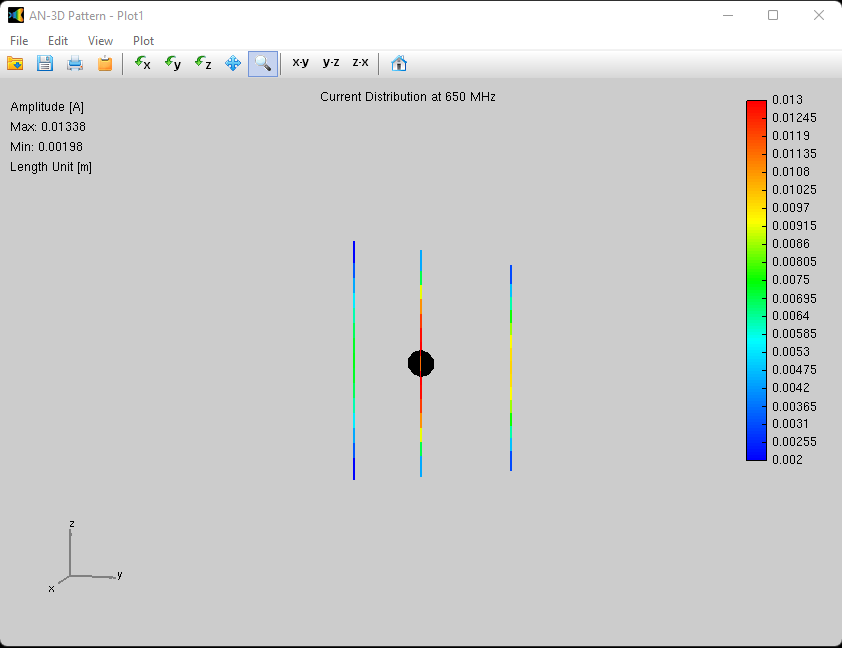 AN-3D Pattern - Plot1
File Edit View Plot
x y z x-y y-z z-x
Current Distribution at 650 MHz
Amplitude [A]
Max: 0.01338
Min: 0.00198
Length Unit [m]
0.013
0.01245
0.0119
0.01135
0.0108
0.01025
0.0097
0.00915
0.0086
0.00805
0.0075
0.00695
0.0064
0.00585
0.0053
0.00475
0.0042
0.00365
0.0031
0.00255
0.002
z
y
x